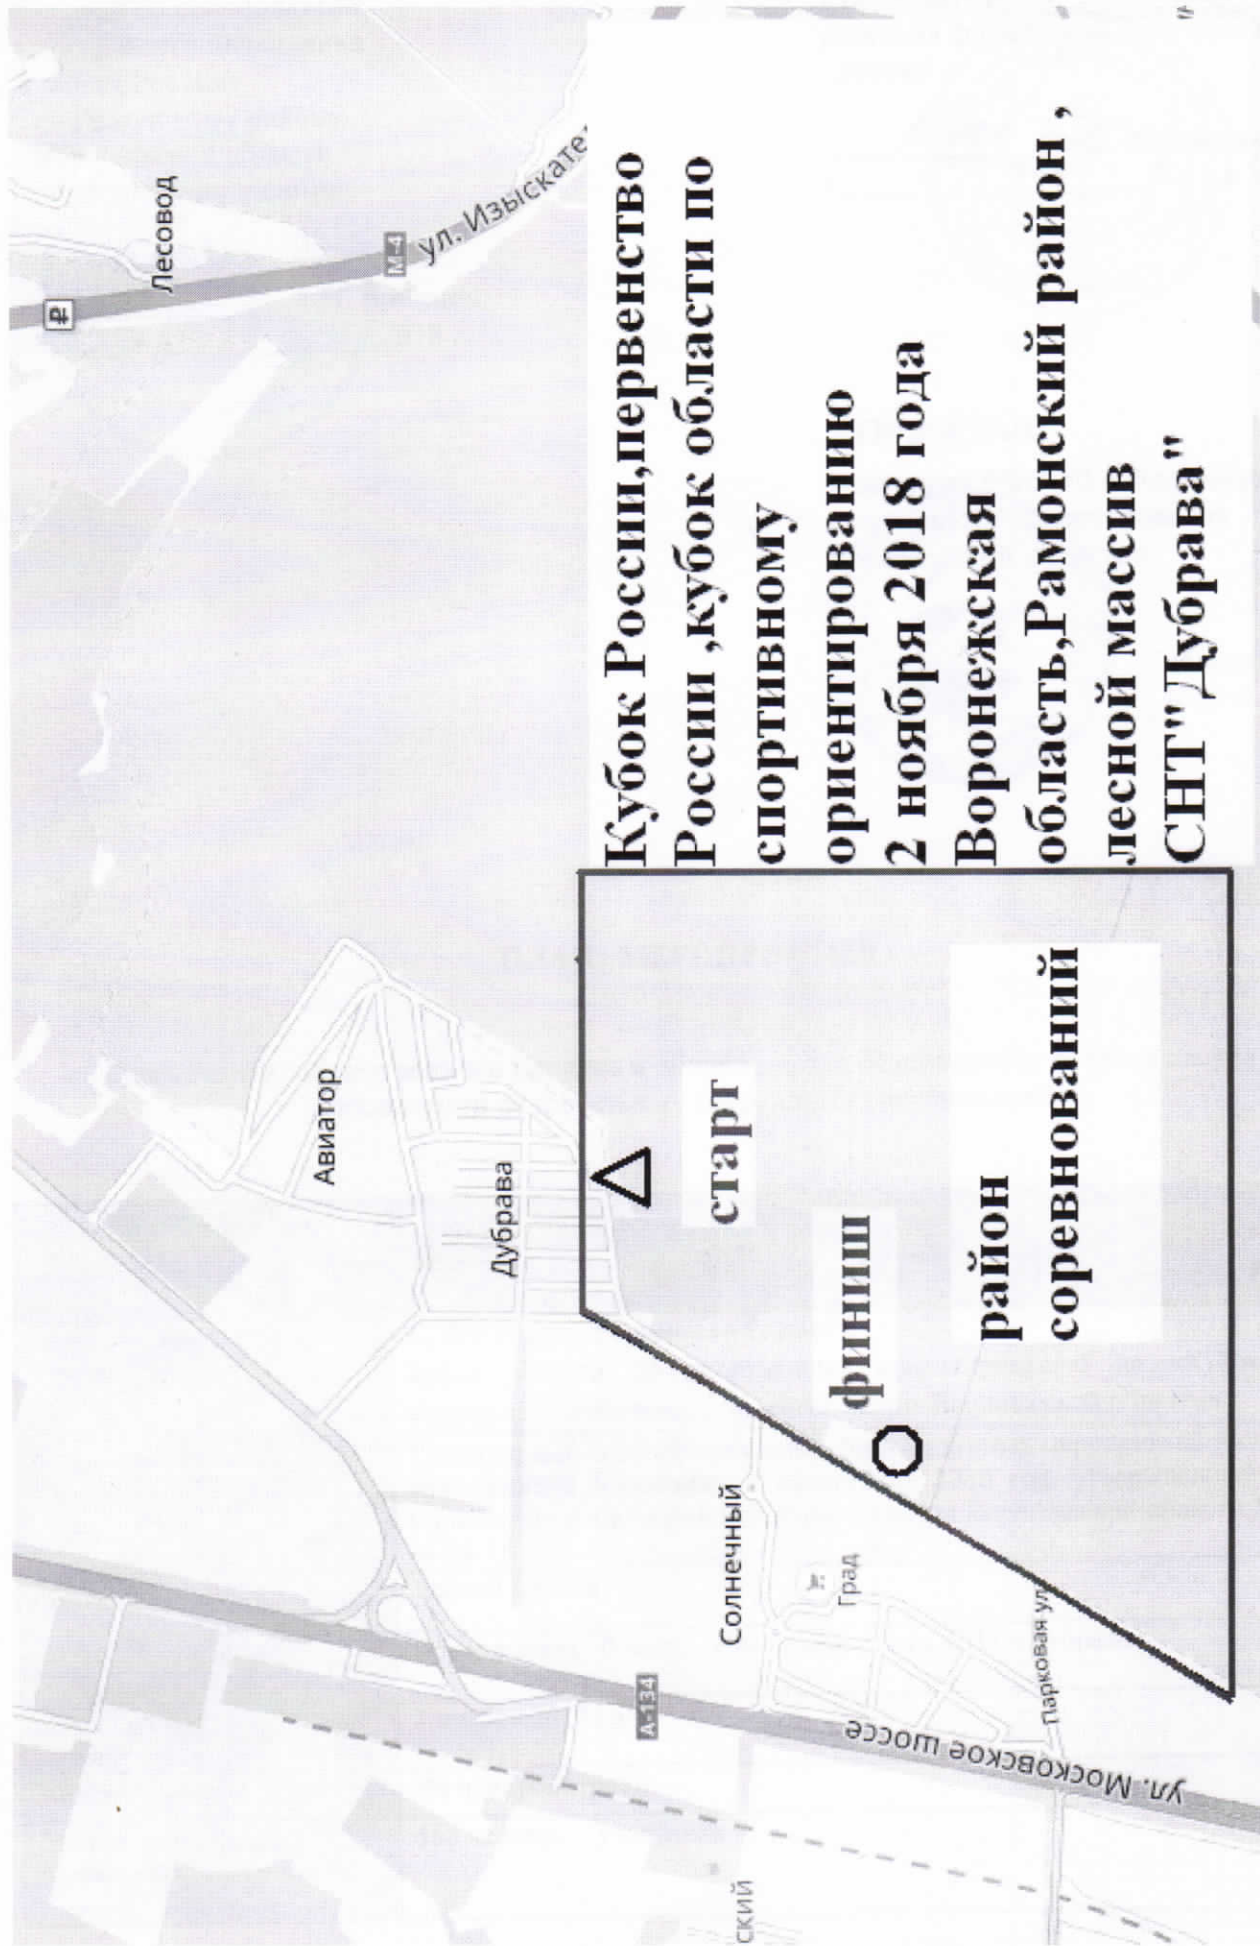 Лесовод
₽
М-4
ул. Изыскате
Кубок России,первенство
России ,кубок области по
спортивному
ориентированию
2 ноября 2018 года
Воронежская
область,Рамонский район ,
лесной массив
СНТ"Дубрава"
Авиатор
Дубрава
старт
финиш
район
соревнований
Солнечный
Град
Парковая ул
А-134
ул. Московское шоссе
ский